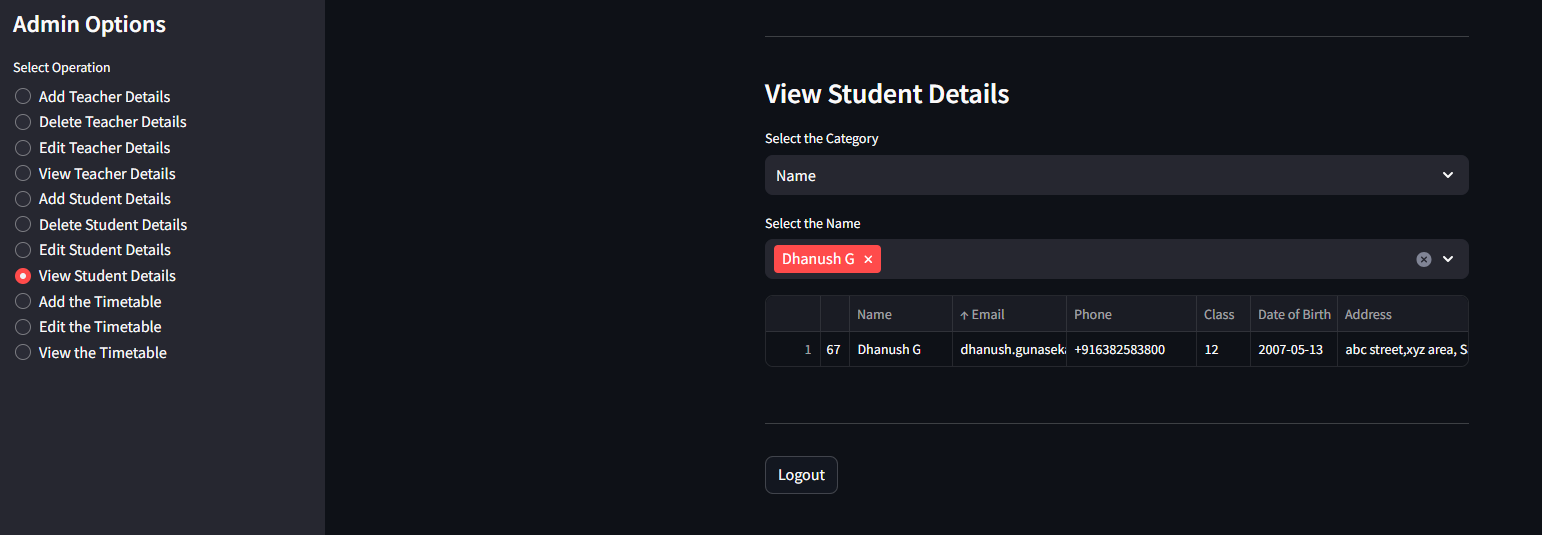 Admin Options
Select Operation
Add Teacher Details
Delete Teacher Details
Edit Teacher Details
View Teacher Details
Add Student Details
Delete Student Details
Edit Student Details
View Student Details
Add the Timetable
Edit the Timetable
View the Timetable
View Student Details
Select the Category
Name
Select the Name
Dhanush G ×
Name ↑ Email Phone Class Date of Birth Address
1 67 Dhanush G dhanush.guneseka +916382583800 12 2007-05-13 abc street,xyz area, S
Logout